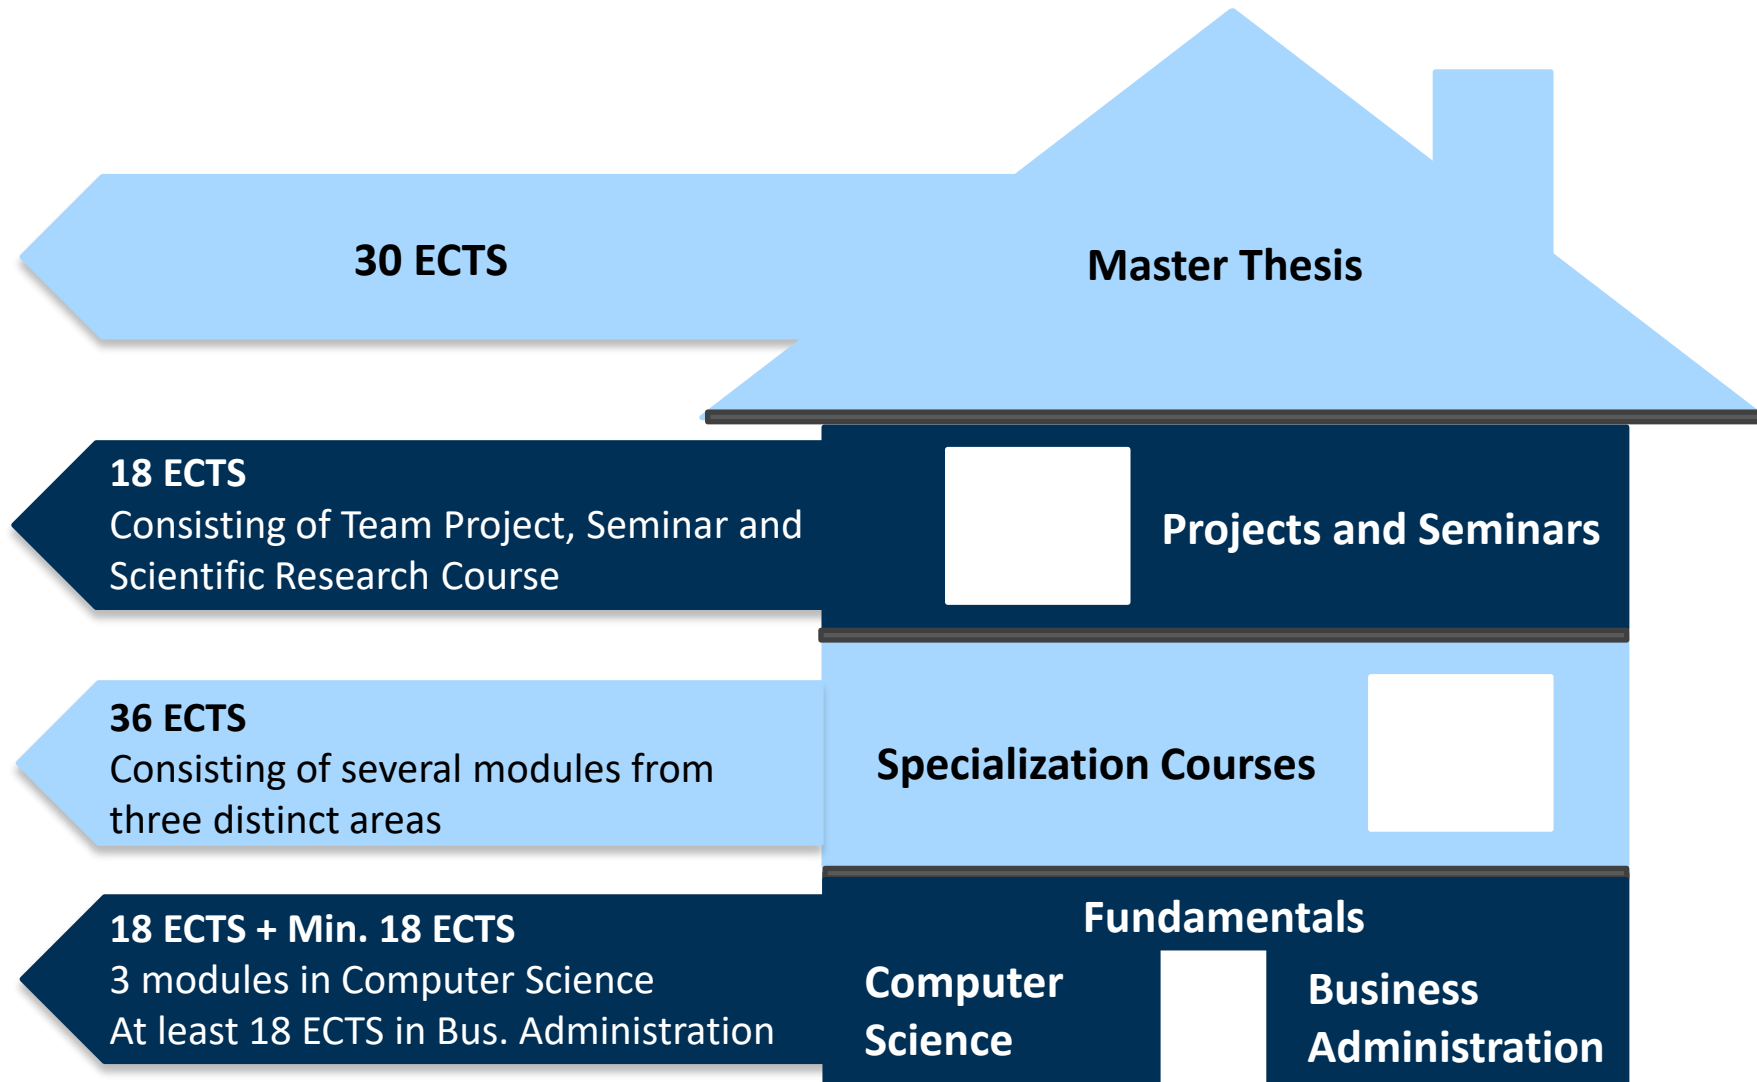 30 ECTS
Master Thesis
18 ECTS
Consisting of Team Project, Seminar and
Scientific Research Course
Projects and Seminars
36 ECTS
Consisting of several modules from
three distinct areas
Specialization Courses
18 ECTS + Min. 18 ECTS
3 modules in Computer Science
At least 18 ECTS in Bus. Administration
Fundamentals
Computer
Science
Business
Administration